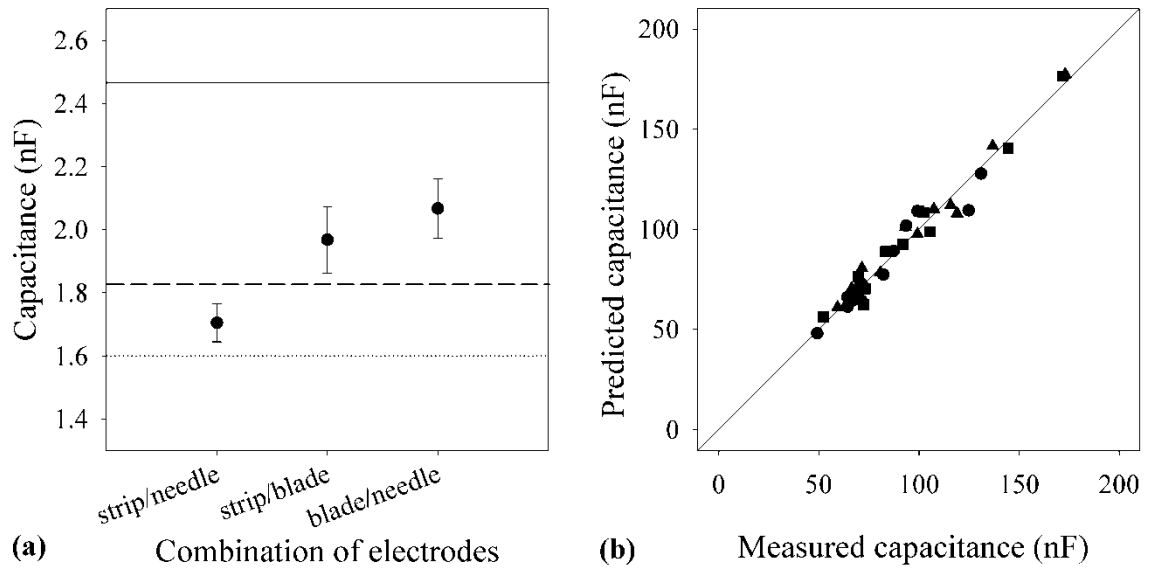 Capacitance (nF)
2.6
2.4
2.2
2.0
1.8
1.6
1.4
strip/needle
strip/blade
blade/needle
(a)
Combination of electrodes
Predicted capacitance (nF)
200
150
100
50
0
0
50
100
150
200
(b)
Measured capacitance (nF)